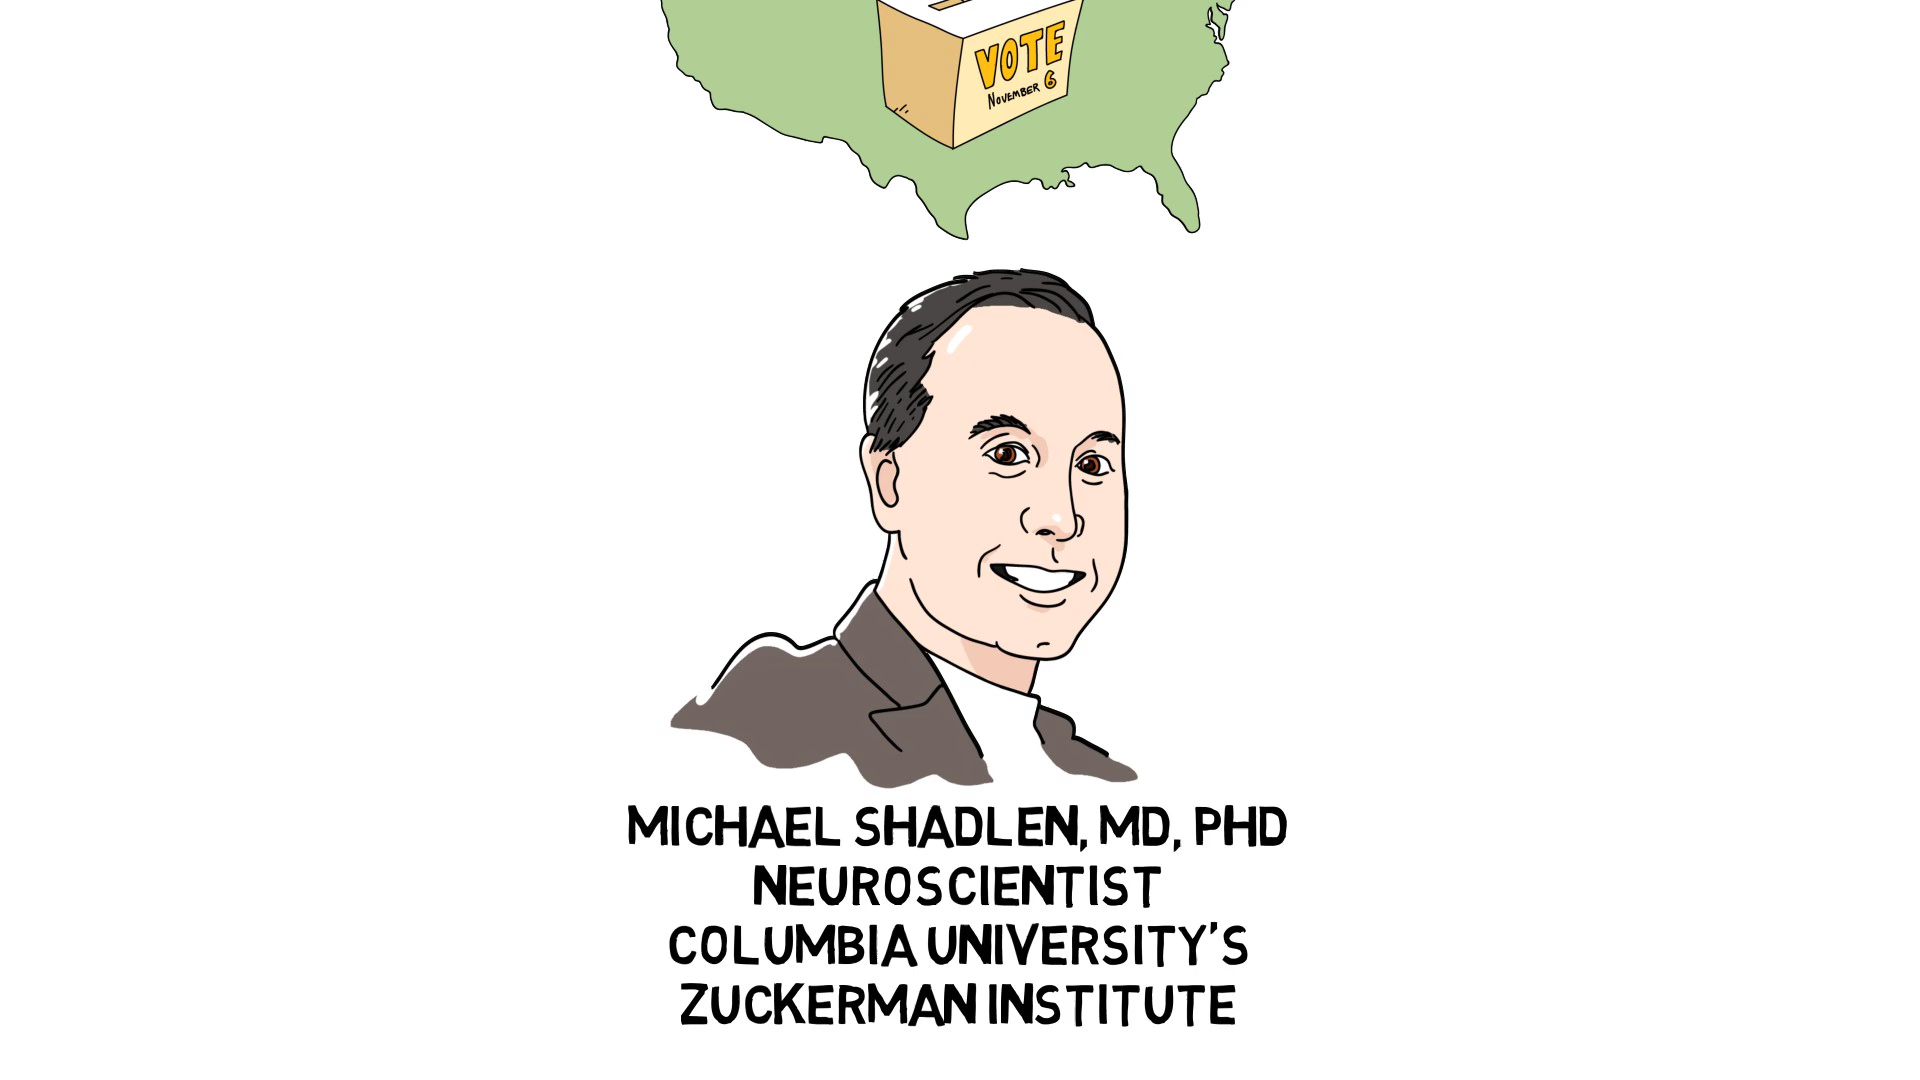 VOTE
NOVEMBER 6
MICHAEL SHADLEN, MD, PHD
NEUROSCIENTIST
COLUMBIA UNIVERSITY'S
ZUCKERMAN INSTITUTE